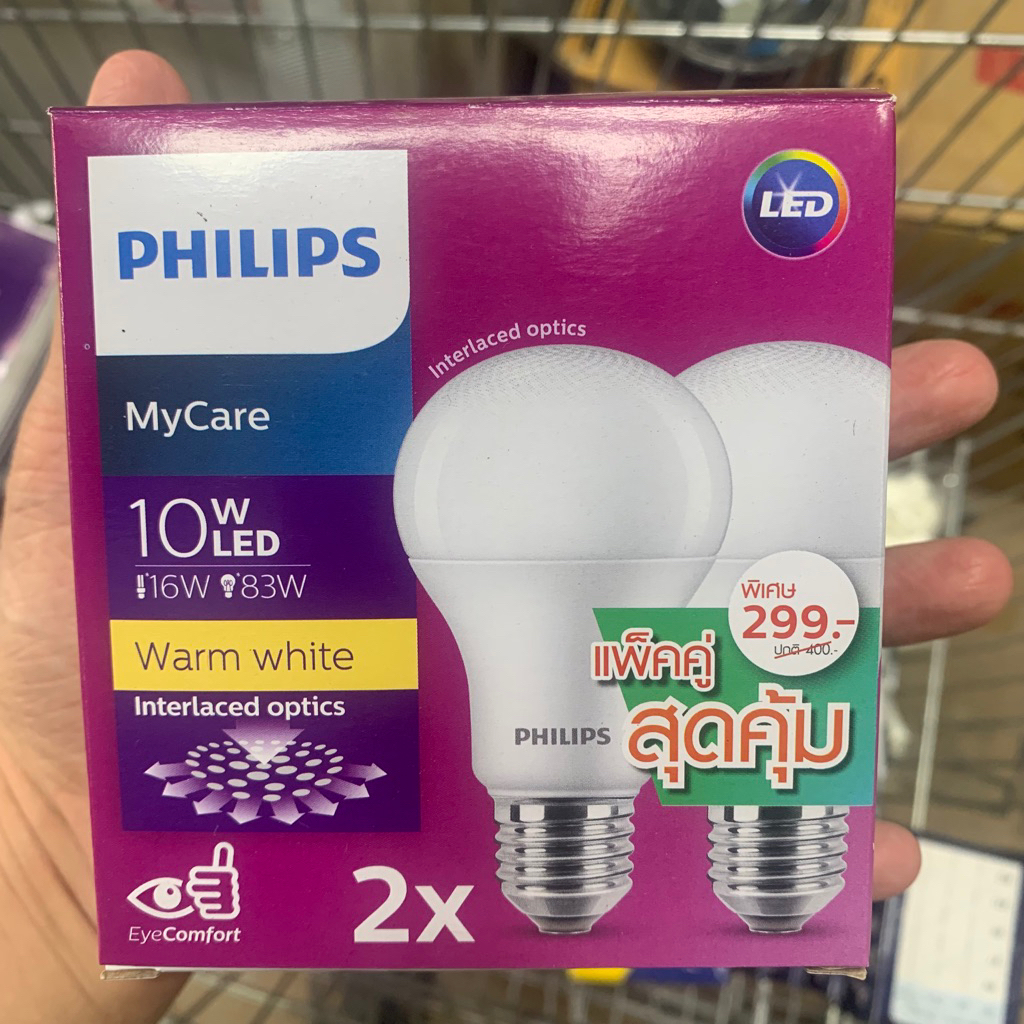 PHILIPS
LED
Interlaced optics
MyCare
10W LED
16W 83W
Warm white
Interlaced optics
PHILIPS
พิเศษ
299.-
ปกติ 400.-
แพ็คคู่
สุดคุ้ม
EyeComfort
2x